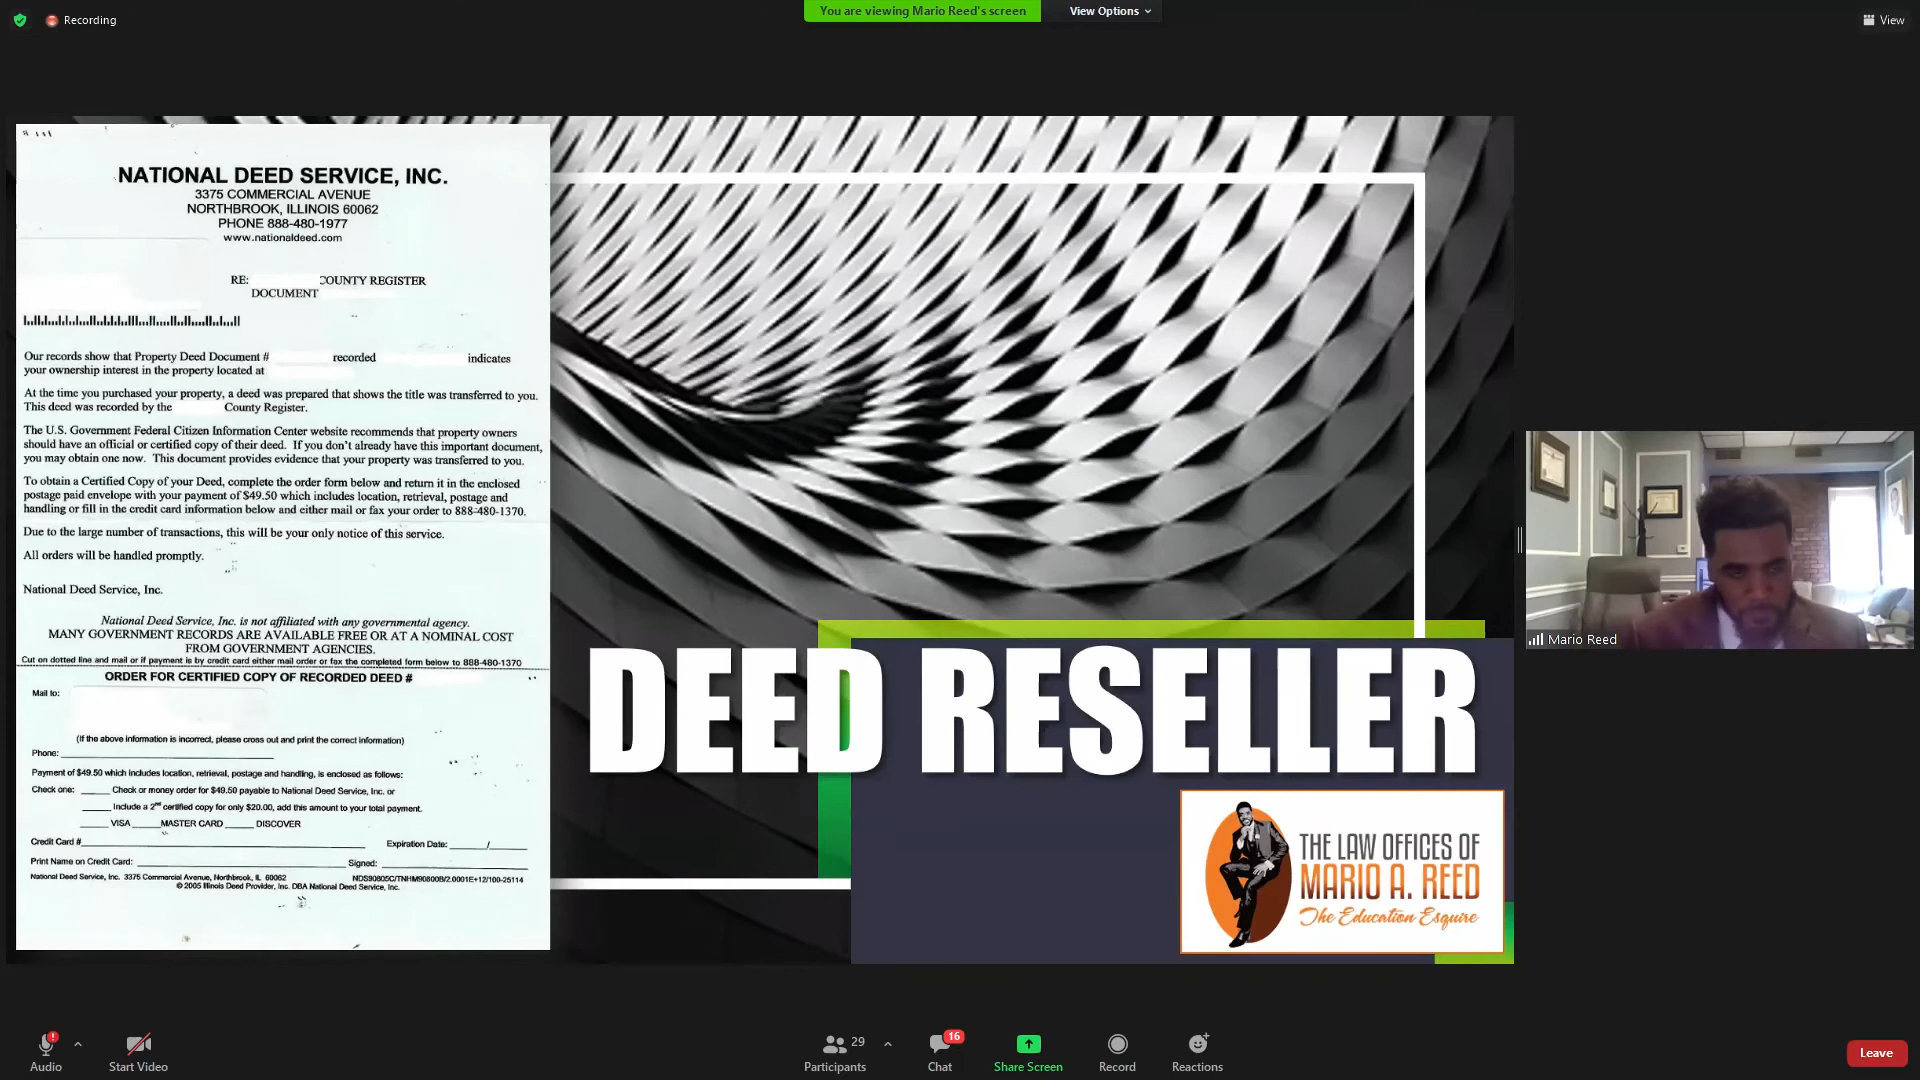 Recording
You are viewing Mario Reed's screen
View Options
View
NATIONAL DEED SERVICE, INC.
3375 COMMERCIAL AVENUE
NORTHBROOK, ILLINOIS 60062
PHONE 888-480-1977
www.nationaldeed.com
RE: COUNTY REGISTER
DOCUMENT
Our records show that Property Deed Document # recorded indicates
your ownership interest in the property located at
At the time you purchased your property, a deed was prepared that shows the title was transferred to you.
This deed was recorded by the County Register.
The U.S. Government Federal Citizen Information Center website recommends that property owners
should have an official or certified copy of their deed. If you don't already have this important document,
you may obtain one now. This document provides evidence that your property was transferred to you.
To obtain a Certified Copy of your Deed, complete the order form below and return it in the enclosed
postage paid envelope with your payment of $49.50 which includes location, retrieval, postage and
handling or fill in the credit card information below and either mail or fax your order to 888-480-1370.
Due to the large number of transactions, this will be your only notice of this service.
All orders will be handled promptly.
National Deed Service, Inc.
National Deed Service, Inc. is not affiliated with any governmental agency.
MANY GOVERNMENT RECORDS ARE AVAILABLE FREE OR AT A NOMINAL COST
FROM GOVERNMENT AGENCIES.
Cut on dotted line and mail or if payment is by credit card either mail order or fax the completed form below to 888-480-1370
ORDER FOR CERTIFIED COPY OF RECORDED DEED #
Mail to:
(If the above information is incorrect, please cross out and print the correct information)
Phone:
Payment of $49.50 which includes location, retrieval, postage and handling, is enclosed as follows:
Check one: Check or money order for $49.50 payable to National Deed Service, Inc. or
Include a 2nd certified copy for only $20.00, add this amount to your total payment.
VISA MASTER CARD DISCOVER
Credit Card # Expiration Date: /
Print Name on Credit Card: Signed:
National Deed Service, Inc. 3375 Commercial Avenue, Northbrook, IL 60062 NDS90805C/TNHM90800B/2.0001E+12/100-25114
© 2005 Illinois Deed Provider, Inc. DBA National Deed Service, Inc.
DEED RESELLER
THE LAW OFFICES OF
MARIO A. REED
The Education Esquire
Mario Reed
Audio
Start Video
29
Participants
16
Chat
Share Screen
Record
Reactions
Leave